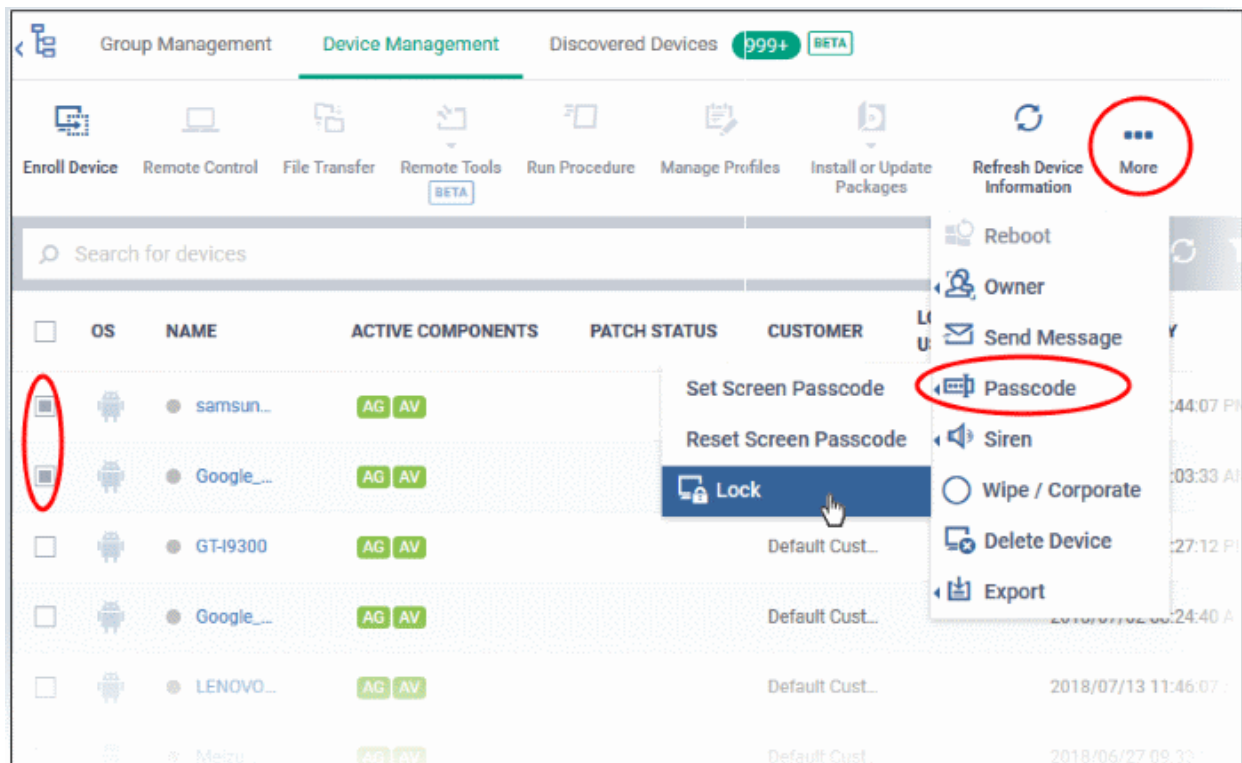 Group Management Device Management Discovered Devices 999+ BETA
Enroll Device Remote Control File Transfer Remote Tools Run Procedure Manage Profiles Install or Update Refresh Device More
BETA Packages Information
Reboot
Search for devices
Owner
OS NAME ACTIVE COMPONENTS PATCH STATUS CUSTOMER
Send Message
Set Screen Passcode Passcode
samsun... AG AV :44:07
Reset Screen Passcode Siren
Google_... AG AV :03:33
Lock Wipe / Corporate
GT-I9300 AG AV Default Cust... :27:12
Delete Device
Export
Google_... AG AV Default Cust... :24:40
LENOVO... AG AV Default Cust... 2018/07/13 11:46:07
Meizu... AG AV Default Cust... 2018/06/27 09:33